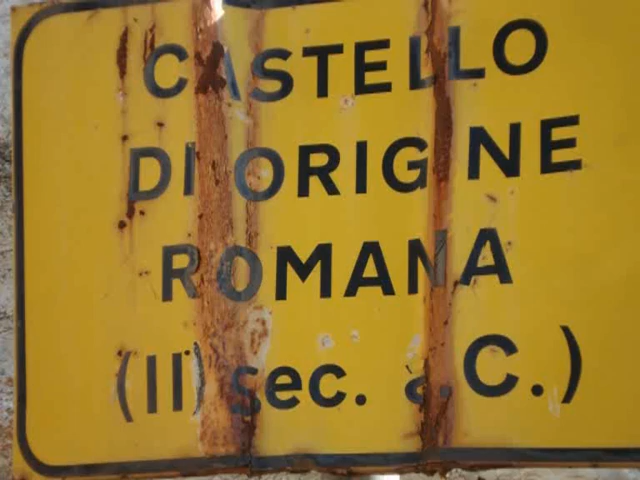 CASTELLO
DI ORIGINE
ROMANA
(II) sec. a.C.)